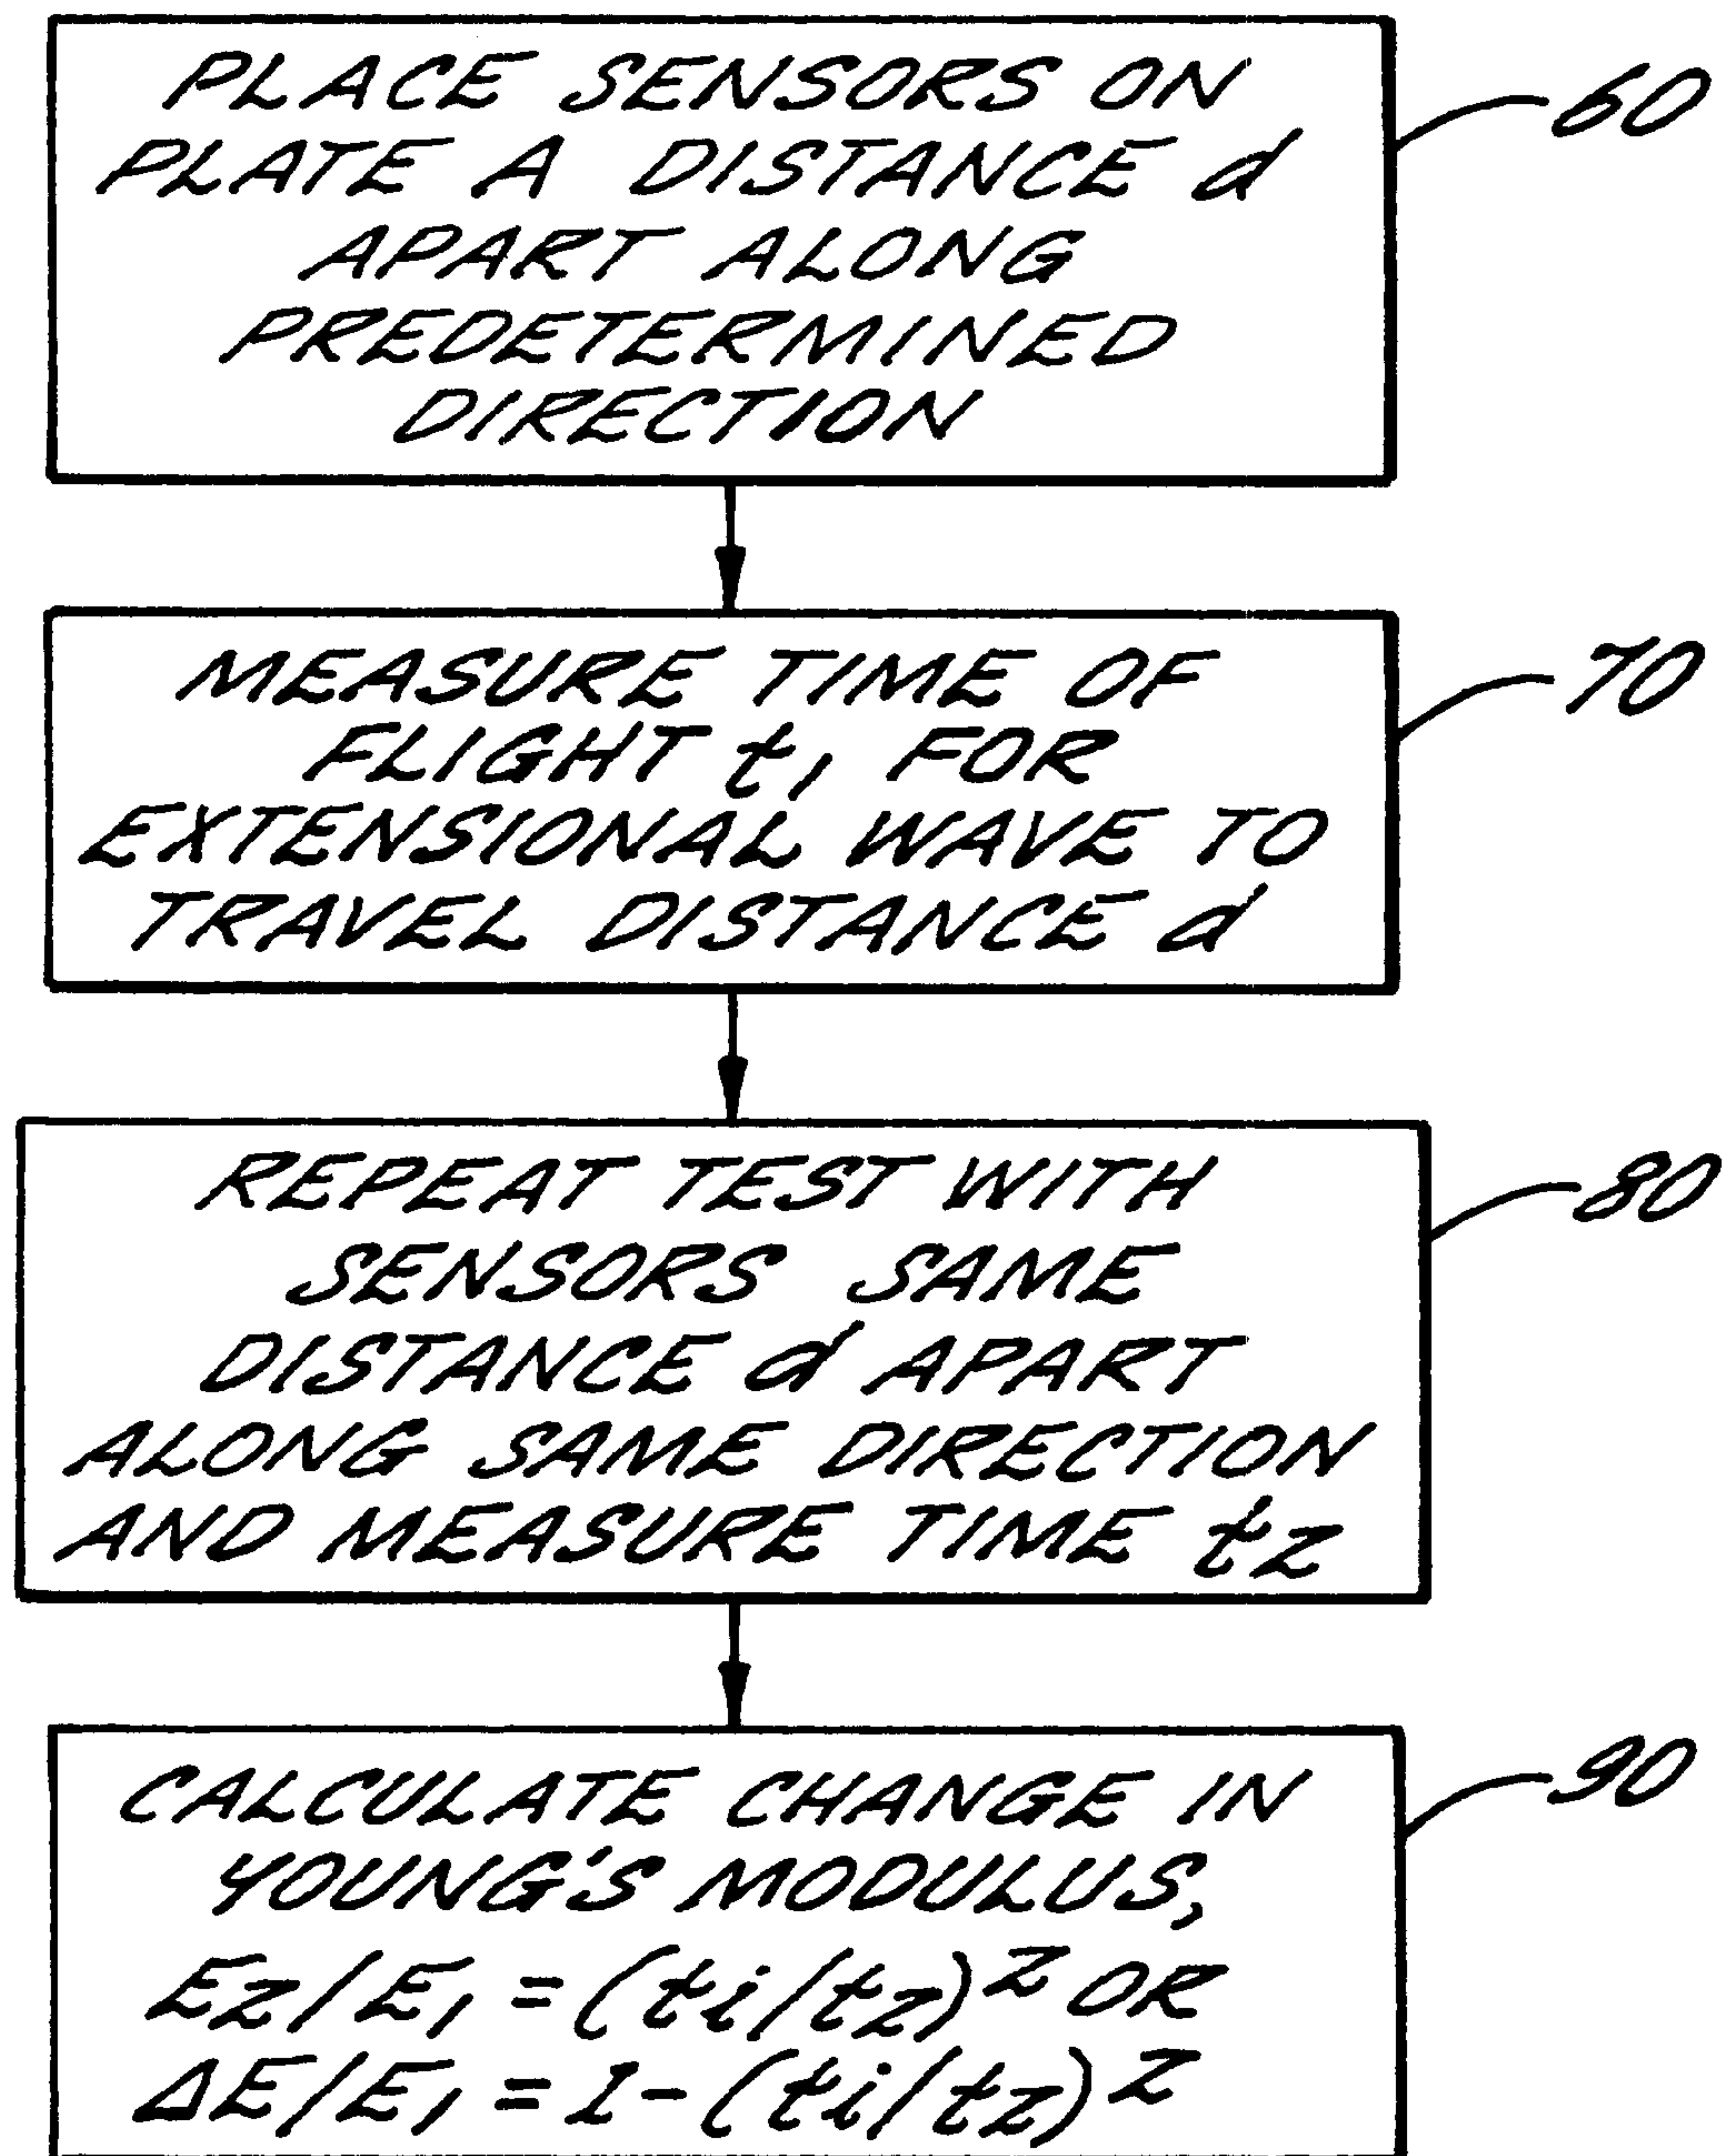 PLACE SENSORS ON
PLATE A DISTANCE d
APART ALONG
PREDETERMINED
DIRECTION
60
MEASURE TIME OF
FLIGHT t1 FOR
EXTENSIONAL WAVE TO
TRAVEL DISTANCE d
70
REPEAT TEST WITH
SENSORS SAME
DISTANCE d APART
ALONG SAME DIRECTION
AND MEASURE TIME t2
80
CALCULATE CHANGE IN
YOUNG'S MODULUS,
E2/E1 = (ti/t2)2 OR
ΔE/E1 = 1-(ti/t2)2
90